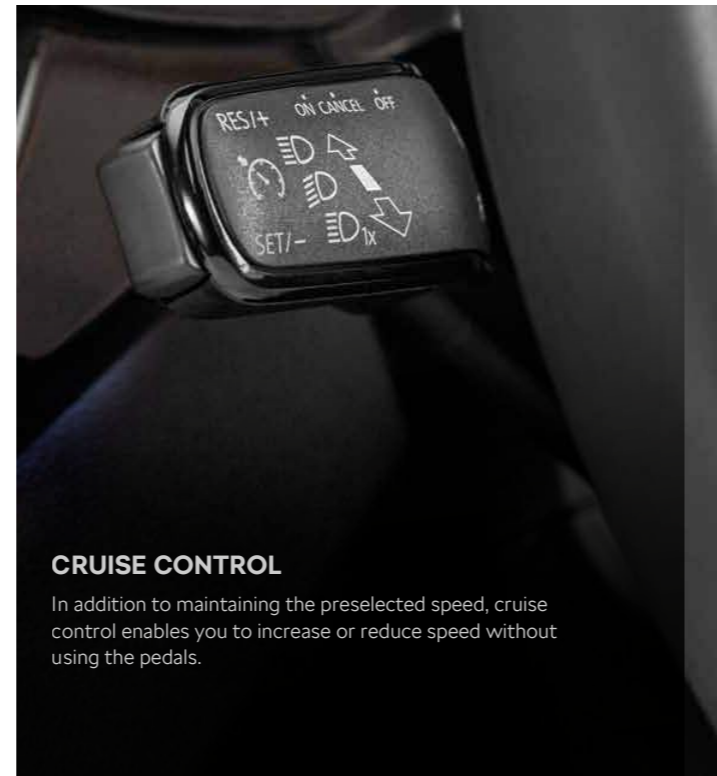 RES/+ ON CANCEL OFF
SET/- 1x
CRUISE CONTROL
In addition to maintaining the preselected speed, cruise
control enables you to increase or reduce speed without
using the pedals.